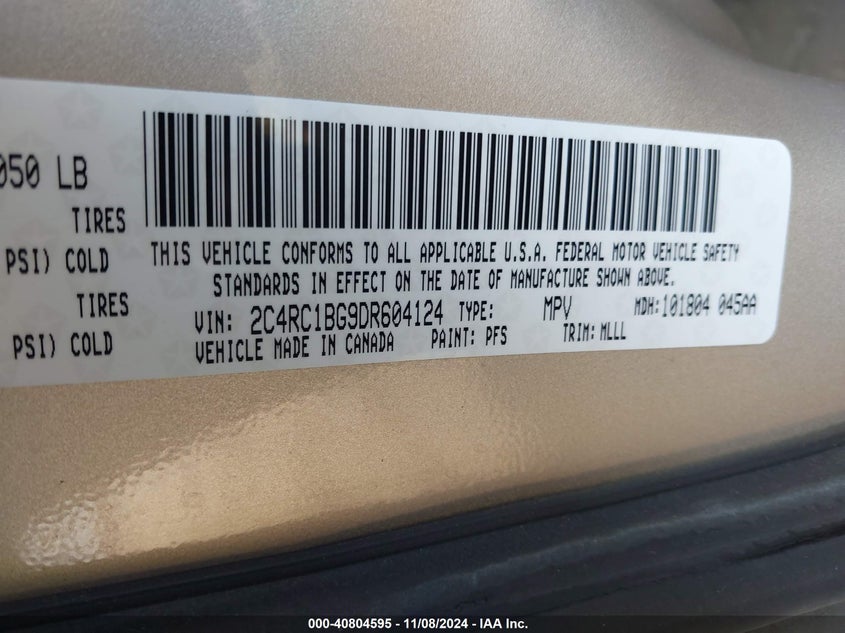 050 LB
TIRES
PSI) COLD
TIRES
PSI) COLD
THIS VEHICLE CONFORMS TO ALL APPLICABLE U.S.A. FEDERAL MOTOR VEHICLE SAFETY
STANDARDS IN EFFECT ON THE DATE OF MANUFACTURE SHOWN ABOVE.
VIN: 2C4RC1BG9DR604124 TYPE: MPV MDH:101804 045AA
VEHICLE MADE IN CANADA PAINT: PFS TRIM: MLLL
000-40804595 - 11/08/2024 - IAA Inc.